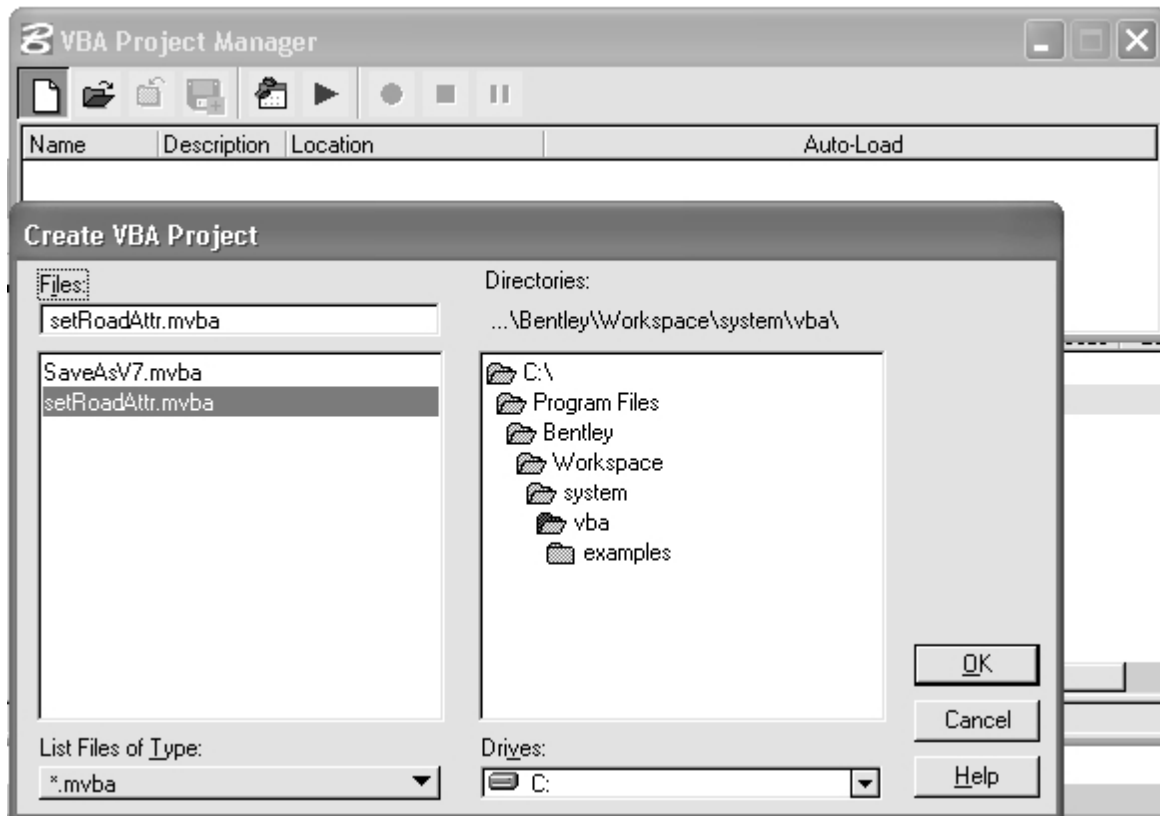 VBA Project Manager
Name Description Location Auto-Load
Create VBA Project
Files:
setRoadAttr.mvba
SaveAsV7.mvba
setRoadAttr.mvba
Directories:
...\Bentley\Workspace\system\vba\
C:\
Program Files
Bentley
Workspace
system
vba
examples
OK
Cancel
Help
List Files of Type:
*.mvba
Drives:
C: